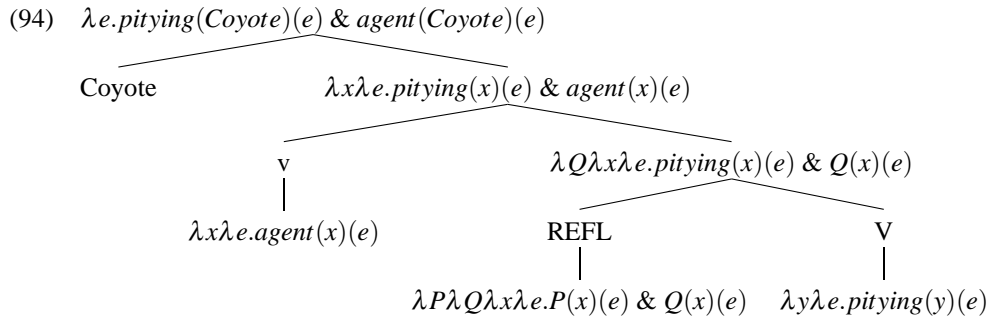 (94) λe.pitying(Coyote)(e) & agent(Coyote)(e)
Coyote λxλe.pitying(x)(e) & agent(x)(e)
v λQλxλe.pitying(x)(e) & Q(x)(e)
λxλe.agent(x)(e) REFL V
λPλQλxλe.P(x)(e) & Q(x)(e) λyλe.pitying(y)(e)